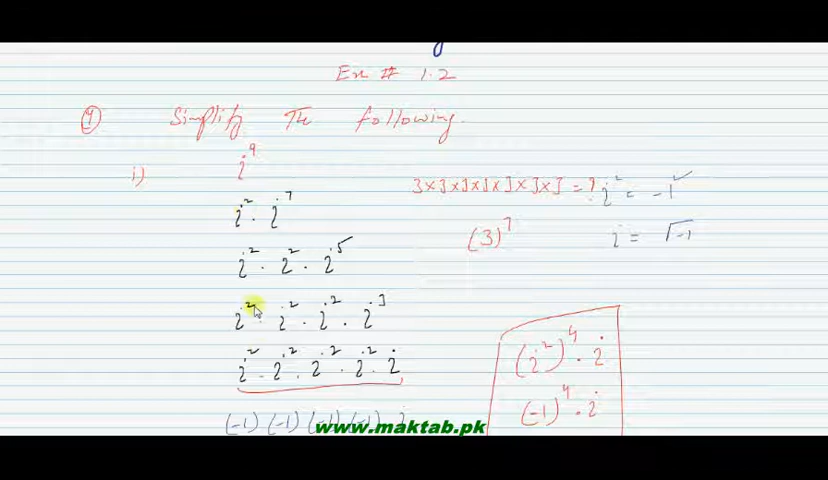 Ex # 1.2
Q Simplify The following.
i) i⁹
i² . i⁷
3×3×3×3×3×3×3 = ?
i² = -1
i² . i² . i⁵
(3)⁷
i = √-1
i² . i² . i² . i³
i² . i² . i² . i² . i
(i²)⁴ . i
(-1)(-1)(-1)(-1) . i
(-1)⁴ . i
www.maktab.pk